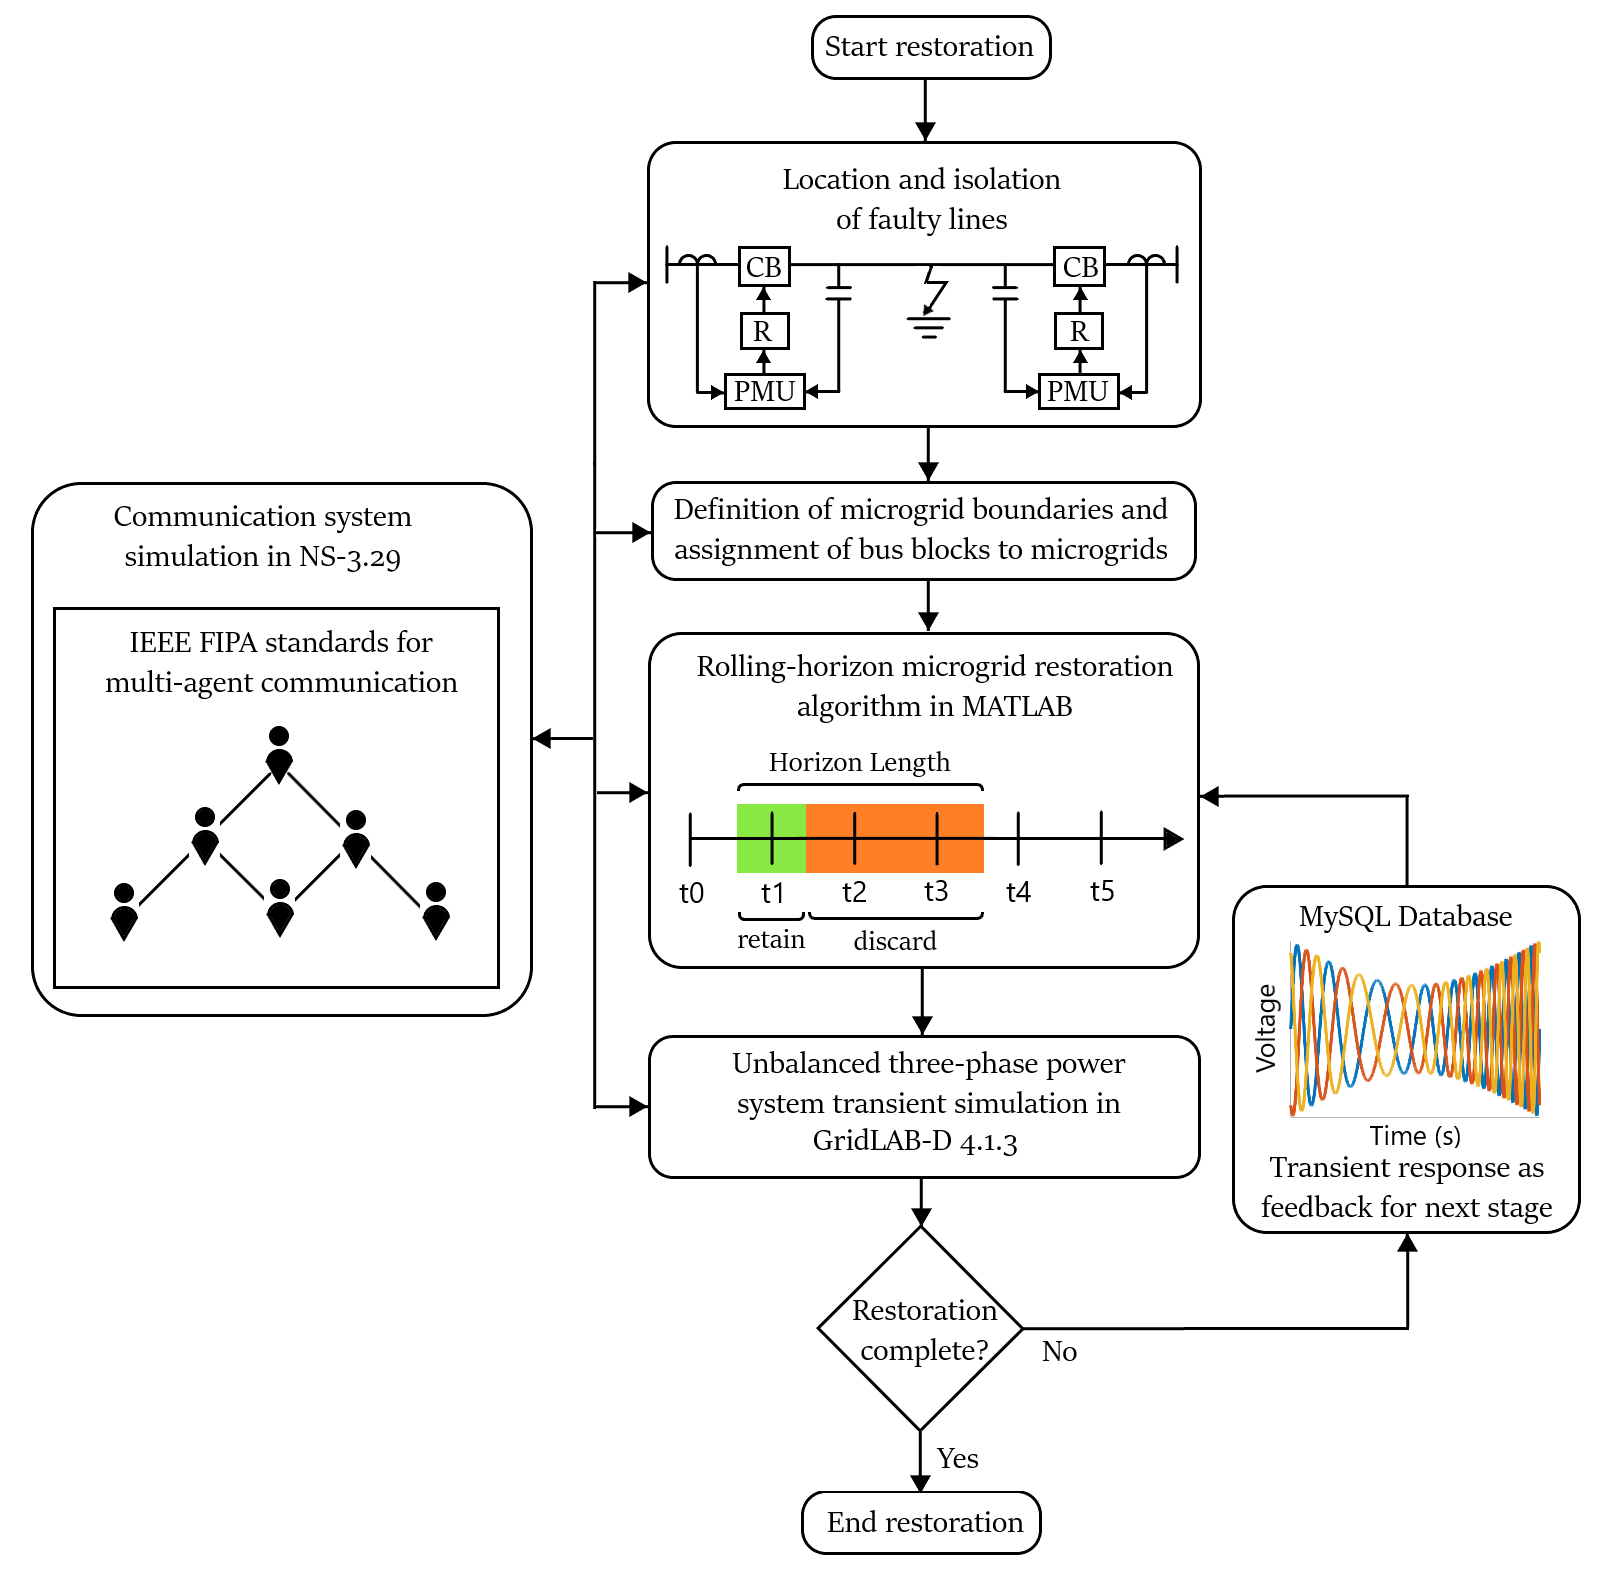 Start restoration
Location and isolation
of faulty lines
CB
CB
R
R
PMU
PMU
Definition of microgrid boundaries and
assignment of bus blocks to microgrids
Communication system
simulation in NS-3.29
IEEE FIPA standards for
multi-agent communication
Rolling-horizon microgrid restoration
algorithm in MATLAB
Horizon Length
t0 t1 t2 t3 t4 t5
retain discard
MySQL Database
Voltage
Time (s)
Transient response as
feedback for next stage
Unbalanced three-phase power
system transient simulation in
GridLAB-D 4.1.3
Restoration
complete?
No
Yes
End restoration